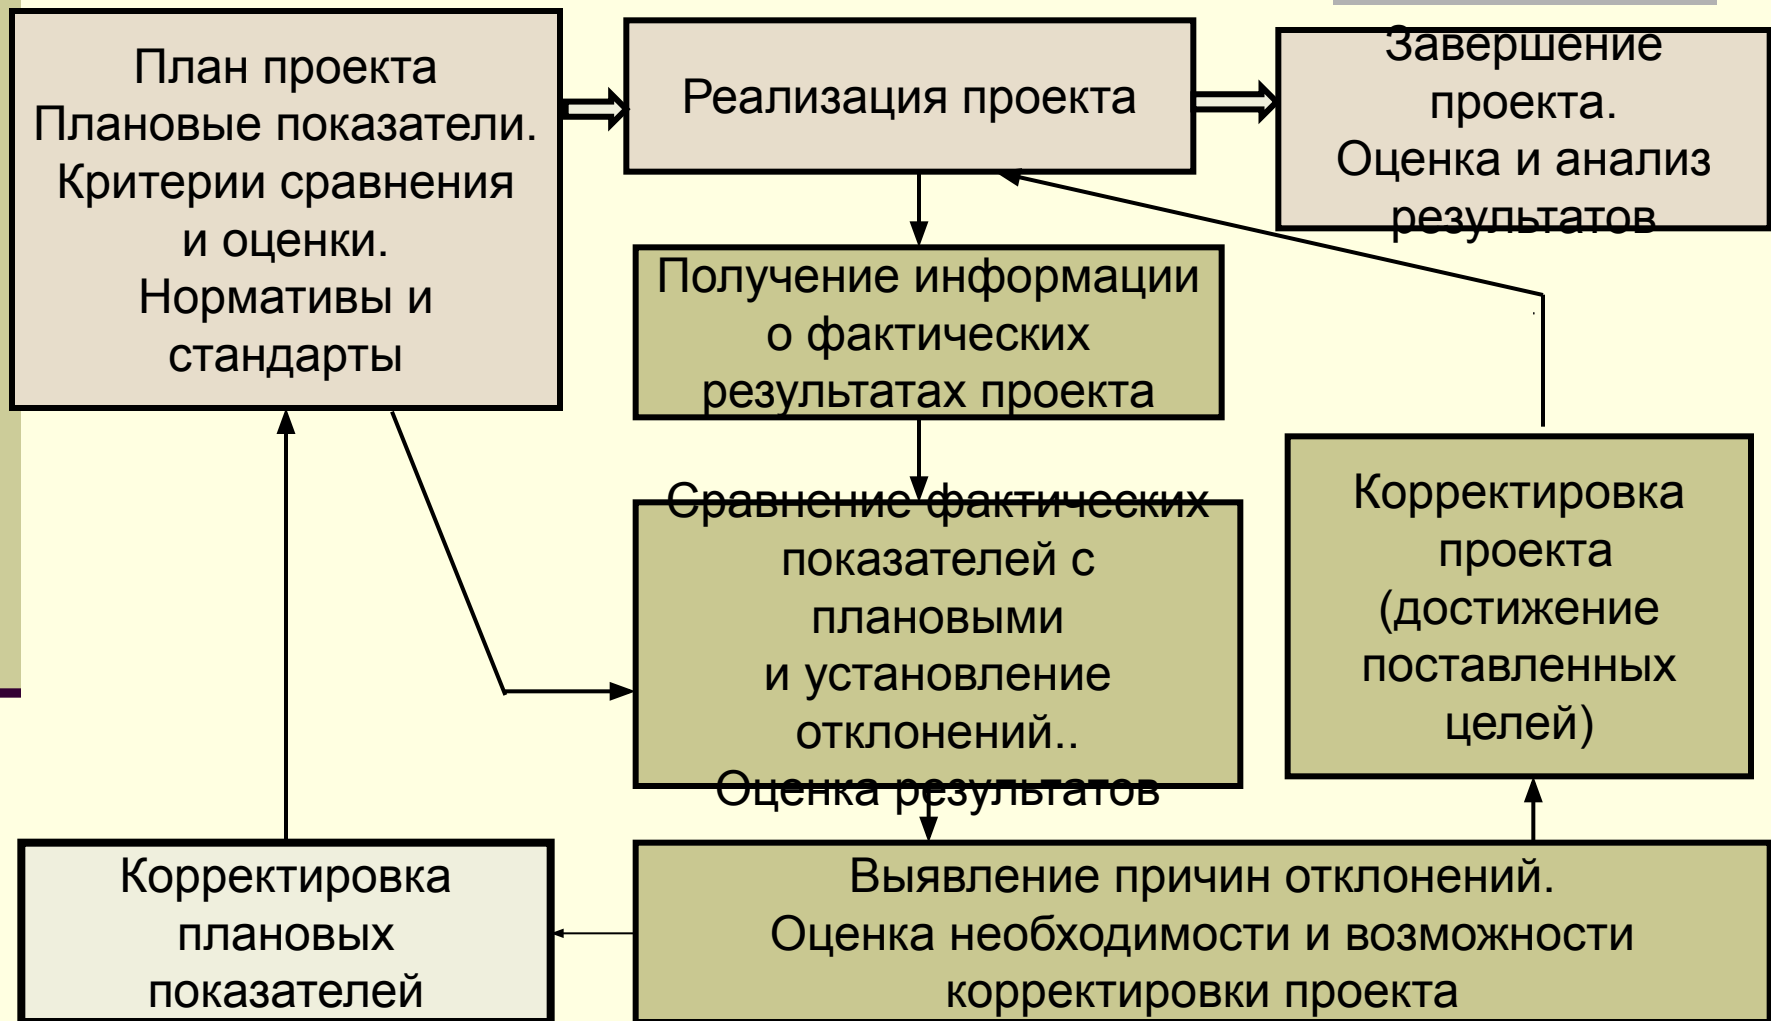 План проекта
Плановые показатели.
Критерии сравнения
и оценки.
Нормативы и
стандарты
Реализация проекта
Завершение
проекта.
Оценка и анализ
результатов
Получение информации
о фактических
результатах проекта
Сравнение фактических
показателей с
плановыми
и установление
отклонений..
Оценка результатов
Корректировка
проекта
(достижение
поставленных
целей)
Корректировка
плановых
показателей
Выявление причин отклонений.
Оценка необходимости и возможности
корректировки проекта